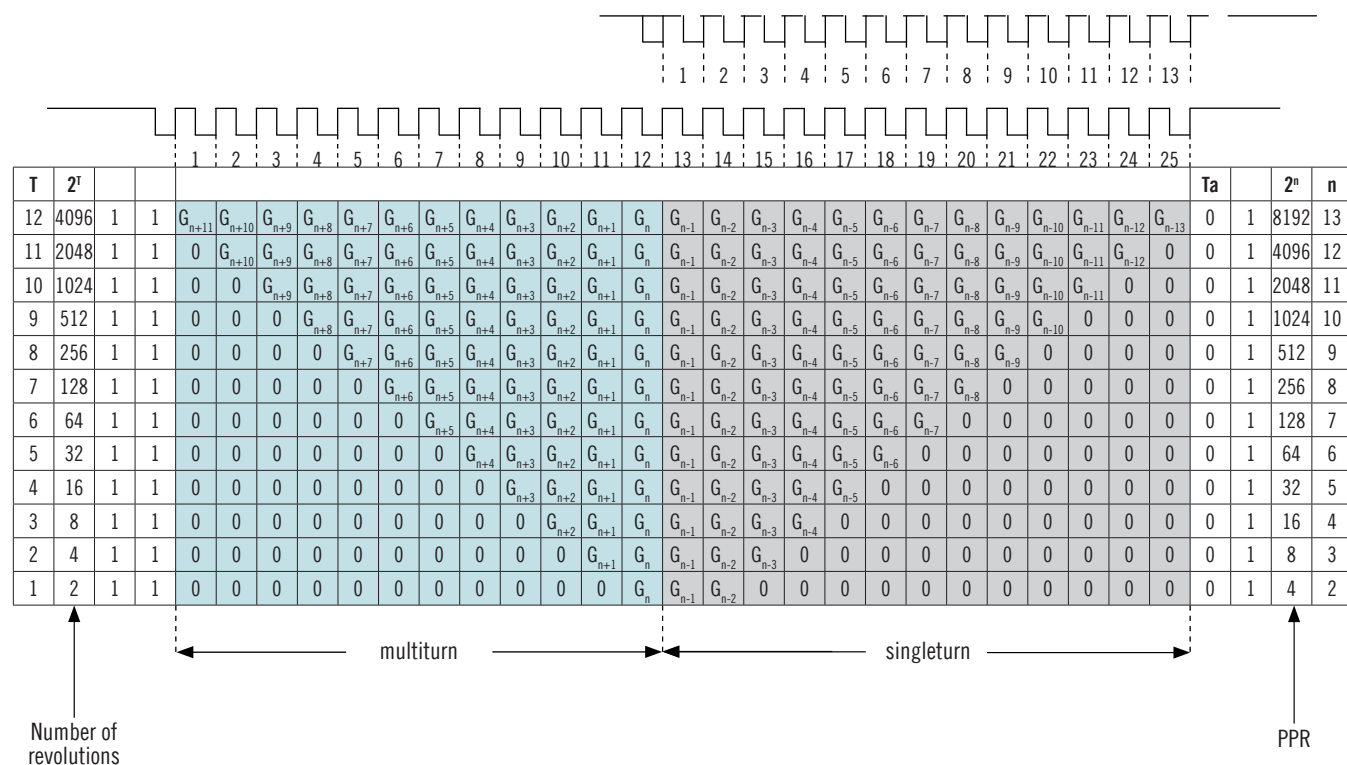 1 2 3 4 5 6 7 8 9 10 11 12 13
1 2 3 4 5 6 7 8 9 10 11 12 13 14 15 16 17 18 19 20 21 22 23 24 25
T 2ᵀ Ta 2ⁿ n
12 4096 1 1 Gn+11 Gn+10 Gn+9 Gn+8 Gn+7 Gn+6 Gn+5 Gn+4 Gn+3 Gn+2 Gn+1 Gn Gn-1 Gn-2 Gn-3 Gn-4 Gn-5 Gn-6 Gn-7 Gn-8 Gn-9 Gn-10 Gn-11 Gn-12 Gn-13 0 1 8192 13
11 2048 1 1 0 Gn+10 Gn+9 Gn+8 Gn+7 Gn+6 Gn+5 Gn+4 Gn+3 Gn+2 Gn+1 Gn Gn-1 Gn-2 Gn-3 Gn-4 Gn-5 Gn-6 Gn-7 Gn-8 Gn-9 Gn-10 Gn-11 Gn-12 0 0 1 4096 12
10 1024 1 1 0 0 Gn+9 Gn+8 Gn+7 Gn+6 Gn+5 Gn+4 Gn+3 Gn+2 Gn+1 Gn Gn-1 Gn-2 Gn-3 Gn-4 Gn-5 Gn-6 Gn-7 Gn-8 Gn-9 Gn-10 Gn-11 0 0 0 1 2048 11
9 512 1 1 0 0 0 Gn+8 Gn+7 Gn+6 Gn+5 Gn+4 Gn+3 Gn+2 Gn+1 Gn Gn-1 Gn-2 Gn-3 Gn-4 Gn-5 Gn-6 Gn-7 Gn-8 Gn-9 Gn-10 0 0 0 0 1 1024 10
8 256 1 1 0 0 0 0 Gn+7 Gn+6 Gn+5 Gn+4 Gn+3 Gn+2 Gn+1 Gn Gn-1 Gn-2 Gn-3 Gn-4 Gn-5 Gn-6 Gn-7 Gn-8 Gn-9 0 0 0 0 0 1 512 9
7 128 1 1 0 0 0 0 0 Gn+6 Gn+5 Gn+4 Gn+3 Gn+2 Gn+1 Gn Gn-1 Gn-2 Gn-3 Gn-4 Gn-5 Gn-6 Gn-7 Gn-8 0 0 0 0 0 0 1 256 8
6 64 1 1 0 0 0 0 0 0 Gn+5 Gn+4 Gn+3 Gn+2 Gn+1 Gn Gn-1 Gn-2 Gn-3 Gn-4 Gn-5 Gn-6 Gn-7 0 0 0 0 0 0 0 1 128 7
5 32 1 1 0 0 0 0 0 0 0 Gn+4 Gn+3 Gn+2 Gn+1 Gn Gn-1 Gn-2 Gn-3 Gn-4 Gn-5 Gn-6 0 0 0 0 0 0 0 0 1 64 6
4 16 1 1 0 0 0 0 0 0 0 0 Gn+3 Gn+2 Gn+1 Gn Gn-1 Gn-2 Gn-3 Gn-4 Gn-5 0 0 0 0 0 0 0 0 0 1 32 5
3 8 1 1 0 0 0 0 0 0 0 0 0 Gn+2 Gn+1 Gn Gn-1 Gn-2 Gn-3 Gn-4 0 0 0 0 0 0 0 0 0 0 1 16 4
2 4 1 1 0 0 0 0 0 0 0 0 0 0 Gn+1 Gn Gn-1 Gn-2 Gn-3 0 0 0 0 0 0 0 0 0 0 0 1 8 3
1 2 1 1 0 0 0 0 0 0 0 0 0 0 0 Gn Gn-1 Gn-2 0 0 0 0 0 0 0 0 0 0 0 0 1 4 2
multiturn singleturn
Number of
revolutions
PPR